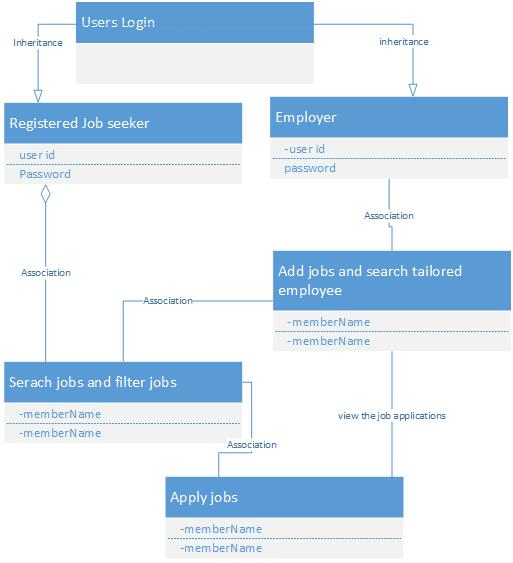 Users Login
Inheritance
inheritance
Registered Job seeker
user id
Password
Employer
-user id
password
Association
Association
Add jobs and search tailored
employee
-memberName
-memberName
Association
Serach jobs and filter jobs
-memberName
-memberName
view the job applications
Association
Apply jobs
-memberName
-memberName